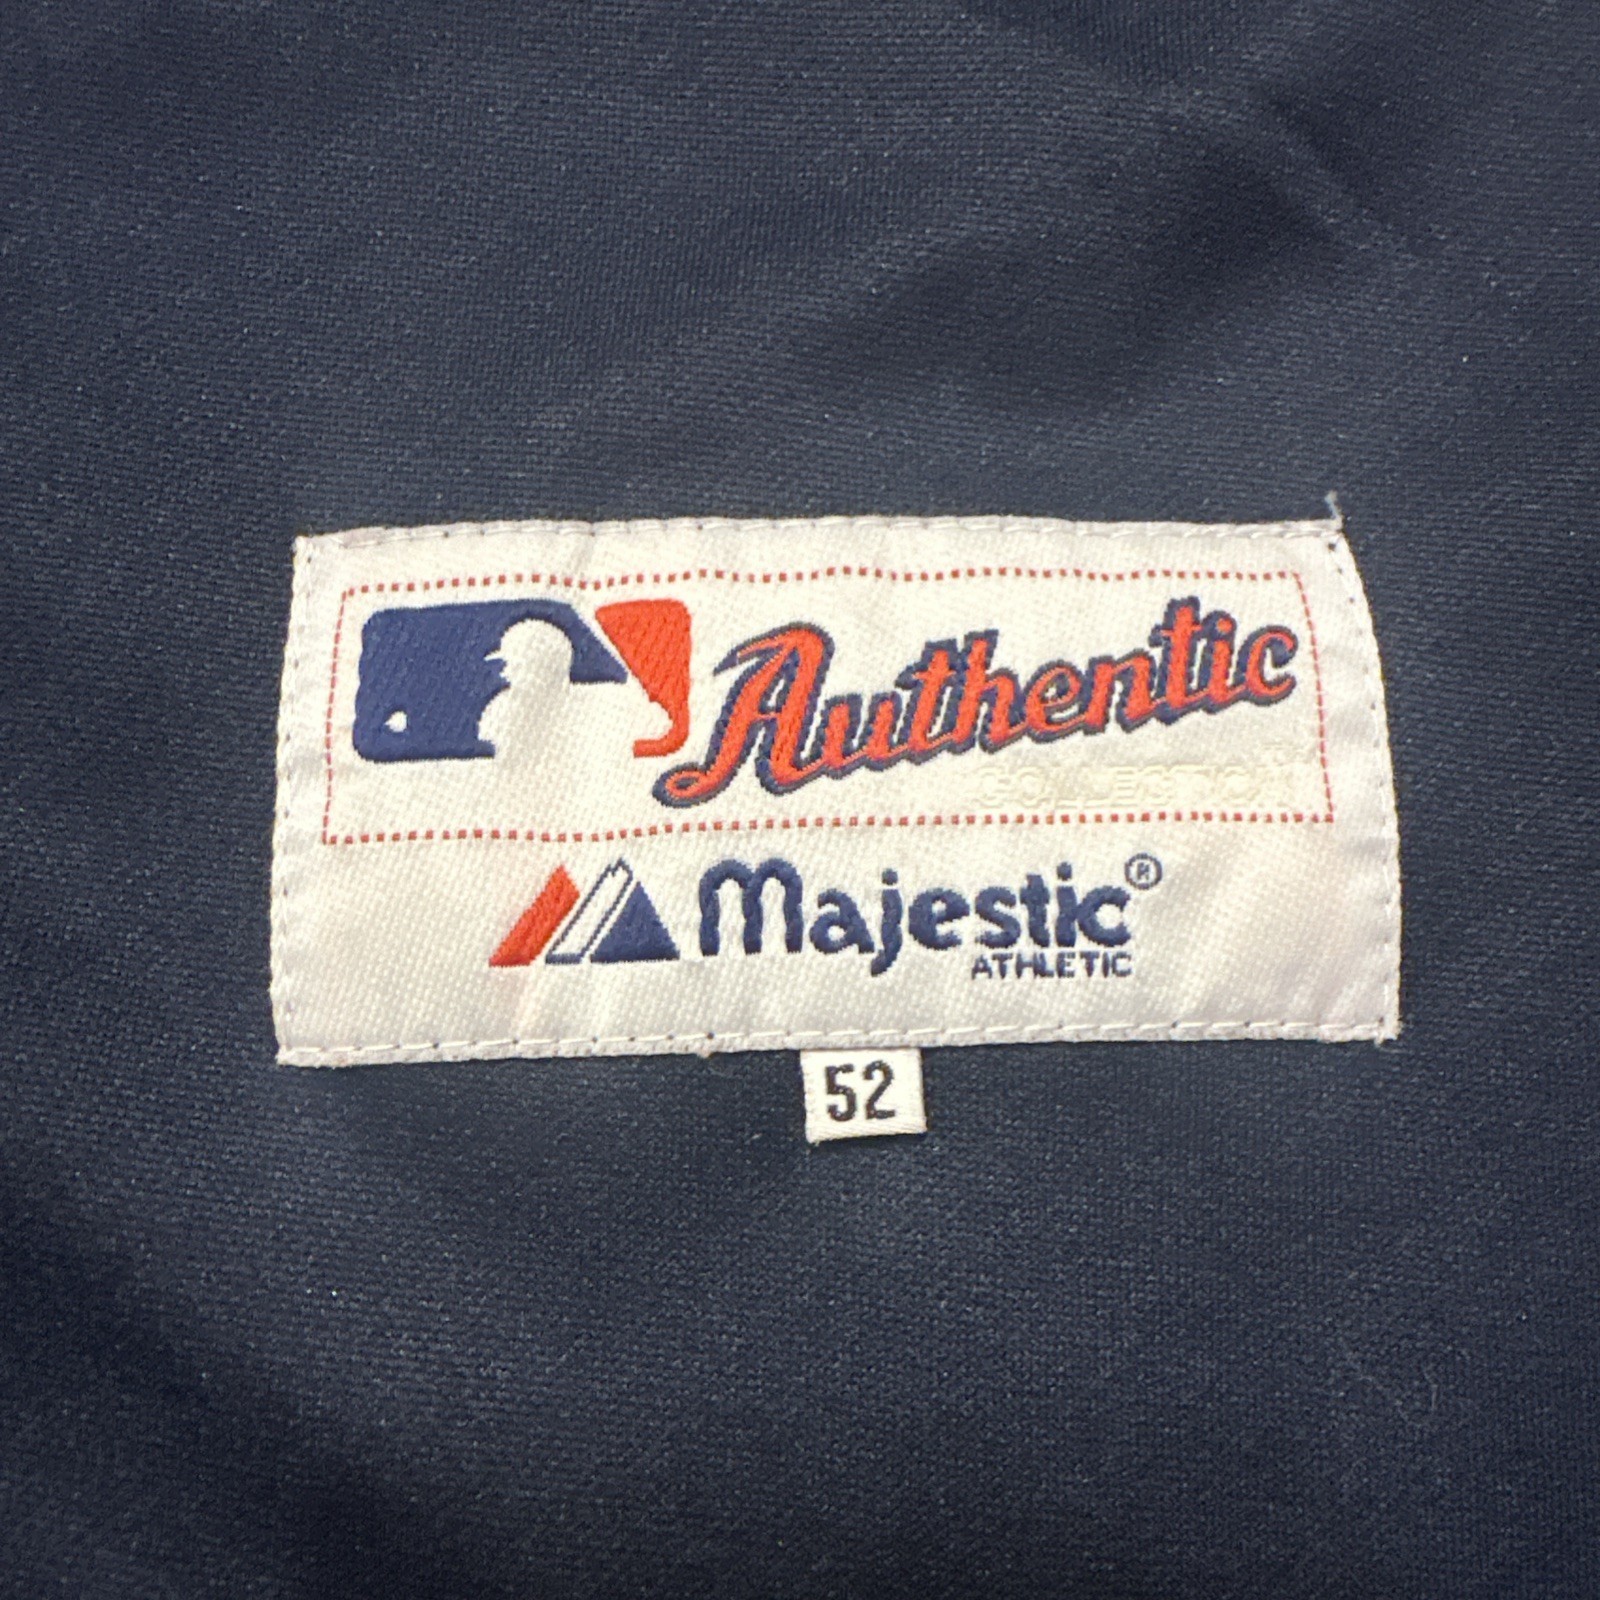 Authentic
COLLECTION
Majestic®
ATHLETIC
52